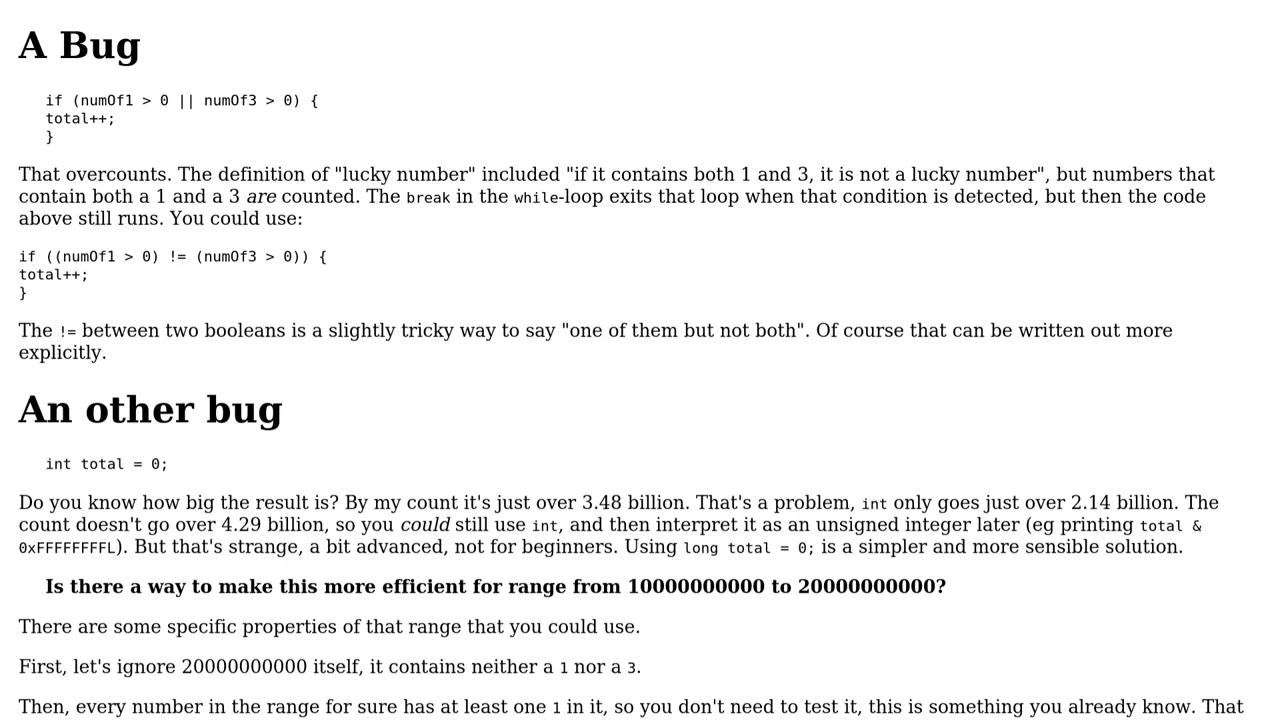 A Bug
if (numOf1 > 0 || numOf3 > 0) {
total++;
}
That overcounts. The definition of "lucky number" included "if it contains both 1 and 3, it is not a lucky number", but numbers that
contain both a 1 and a 3 are counted. The break in the while-loop exits that loop when that condition is detected, but then the code
above still runs. You could use:
if ((numOf1 > 0) != (numOf3 > 0)) {
total++;
}
The != between two booleans is a slightly tricky way to say "one of them but not both". Of course that can be written out more
explicitly.
An other bug
int total = 0;
Do you know how big the result is? By my count it's just over 3.48 billion. That's a problem, int only goes just over 2.14 billion. The
count doesn't go over 4.29 billion, so you could still use int, and then interpret it as an unsigned integer later (eg printing total &
0xFFFFFFFFL). But that's strange, a bit advanced, not for beginners. Using long total = 0; is a simpler and more sensible solution.
Is there a way to make this more efficient for range from 10000000000 to 20000000000?
There are some specific properties of that range that you could use.
First, let's ignore 20000000000 itself, it contains neither a 1 nor a 3.
Then, every number in the range for sure has at least one 1 in it, so you don't need to test it, this is something you already know. That